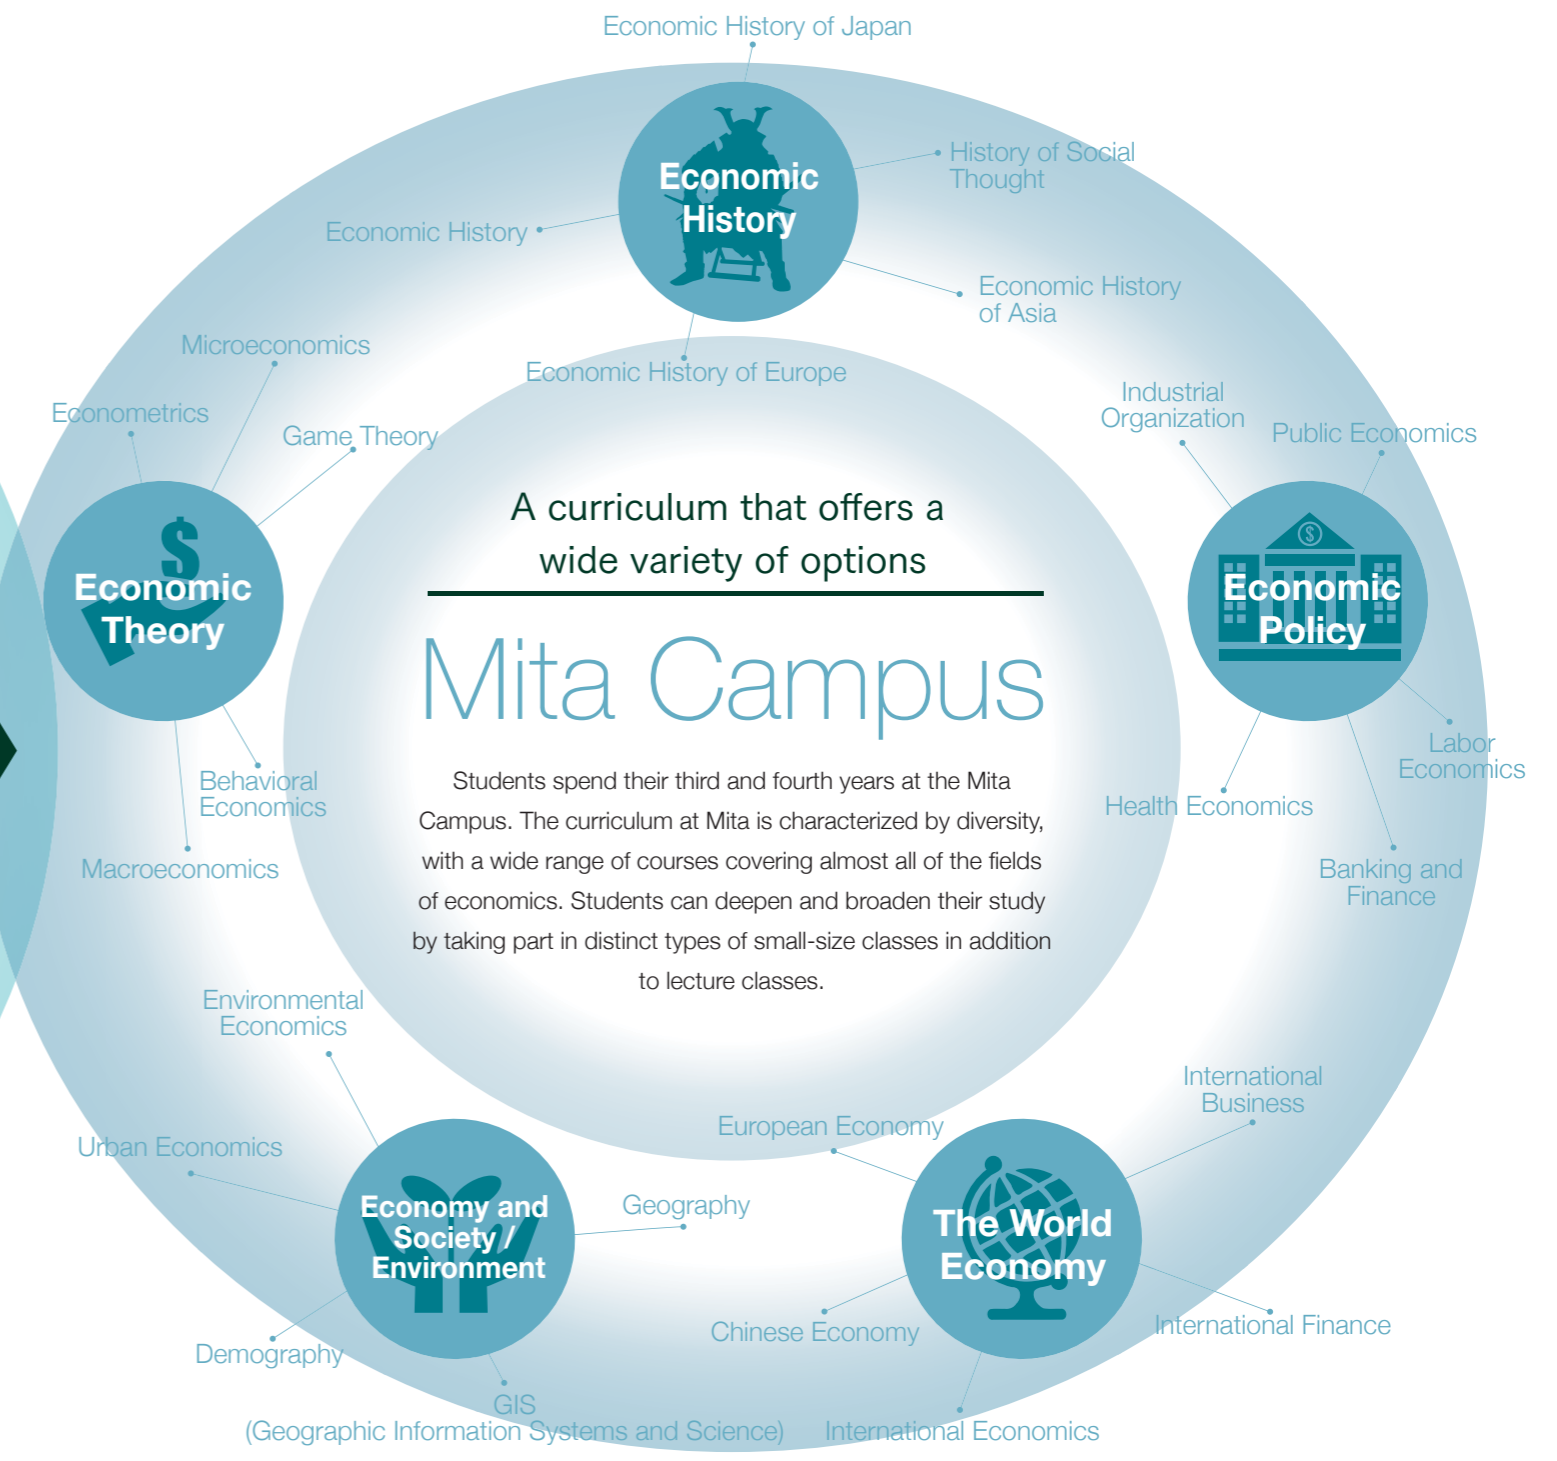 Economic History of Japan
Economic
History
History of Social
Thought
Economic History
Economic History
of Asia
Economic History of Europe
Microeconomics
Econometrics
Game Theory
$
Economic
Theory
Behavioral
Economics
Macroeconomics
Industrial
Organization
Public Economics
$
Economic
Policy
Labor
Economics
Health Economics
Banking and
Finance
A curriculum that offers a
wide variety of options
Mita Campus
Students spend their third and fourth years at the Mita
Campus. The curriculum at Mita is characterized by diversity,
with a wide range of courses covering almost all of the fields
of economics. Students can deepen and broaden their study
by taking part in distinct types of small-size classes in addition
to lecture classes.
Environmental
Economics
Urban Economics
Economy and
Society /
Environment
Geography
Demography
GIS
(Geographic Information Systems and Science)
European Economy
International
Business
The World
Economy
Chinese Economy
International Finance
International Economics